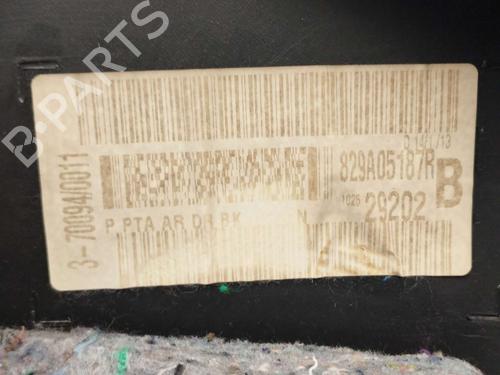 3-70094/0011
829A05187R
P PTA AR DR BK N
1026
29202
B
B-PARTS